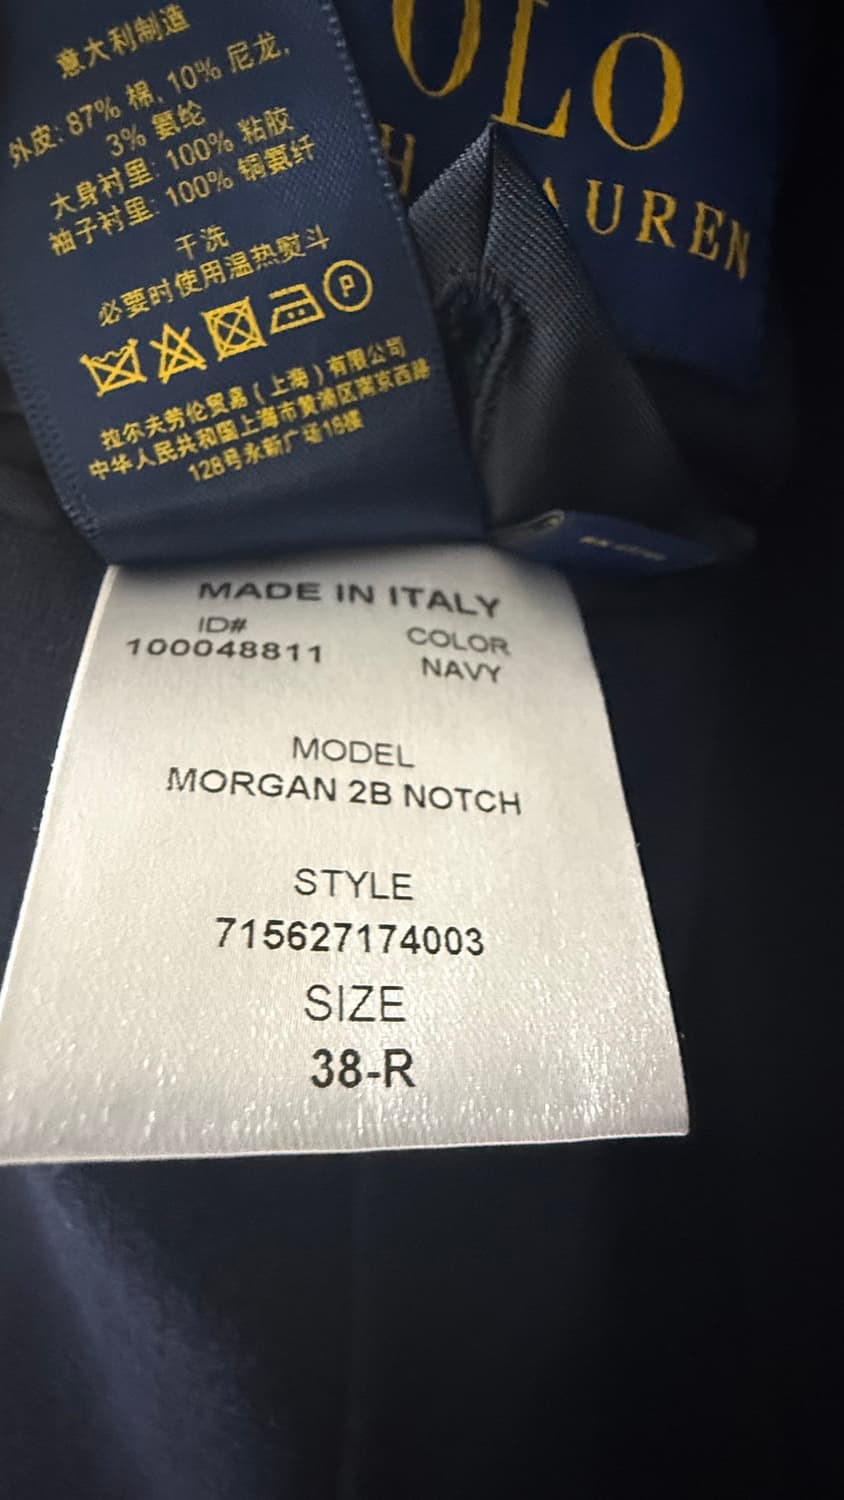 意大利制造
外皮: 87% 棉, 10% 尼龙,
3% 氨纶
大身衬里: 100% 粘胶
袖子衬里: 100% 铜氨纤
干洗
必要时使用温热熨斗
P
拉尔夫劳伦贸易（上海）有限公司
中华人民共和国上海市黄浦区南京西路
128号永新广场18楼
OLO
H AUREN
MADE IN ITALY
ID#
100048811
COLOR
NAVY
MODEL
MORGAN 2B NOTCH
STYLE
715627174003
SIZE
38-R